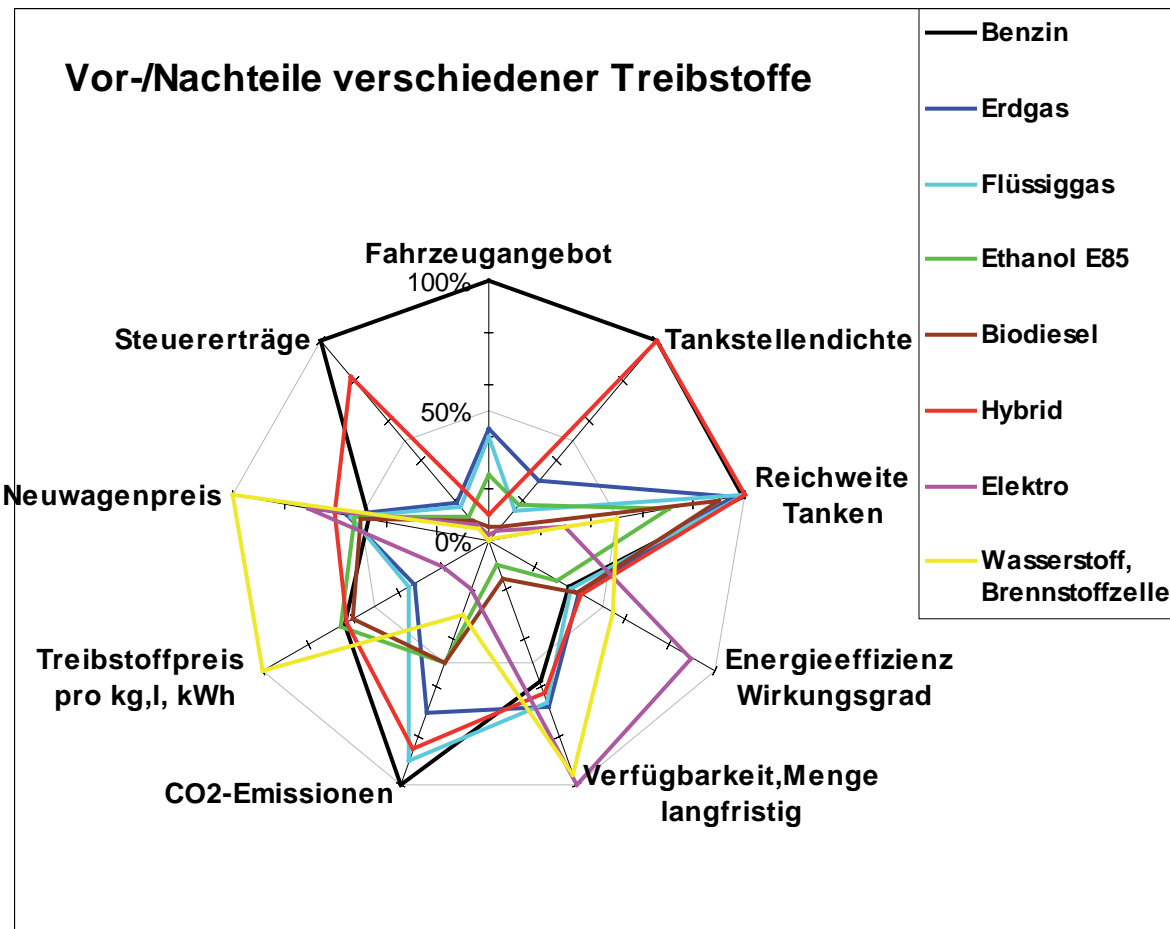 Vor-/Nachteile verschiedener Treibstoffe
Benzin
Erdgas
Flüssiggas
Ethanol E85
Biodiesel
Hybrid
Elektro
Wasserstoff,
Brennstoffzelle
Fahrzeugangebot
100%
50%
0%
Steuererträge
Tankstellendichte
Neuwagenpreis
Reichweite
Tanken
Treibstoffpreis
pro kg,l, kWh
Energieeffizienz
Wirkungsgrad
CO2-Emissionen
Verfügbarkeit,Menge
langfristig